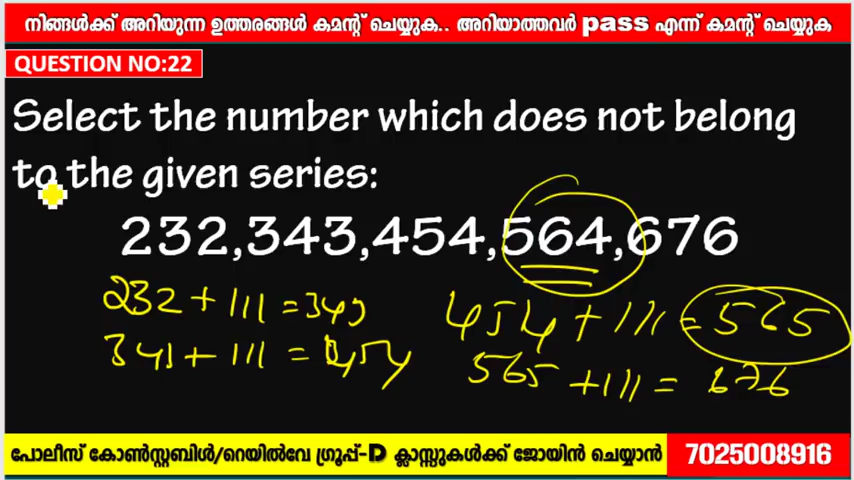 നിങ്ങൾക്ക് അറിയുന്ന ഉത്തരങ്ങൾ കമന്റ് ചെയ്യുക.. അറിയാത്തവർ pass എന്ന് കമന്റ് ചെയ്യുക
QUESTION NO:22
Select the number which does not belong
to the given series:
232,343,454,564,676
232 + 111 = 343
343 + 111 = 454
454 + 111 = 565
565 + 111 = 676
പോലീസ് കോൺസ്റ്റബിൾ/റെയിൽവേ ഗ്രൂപ്പ്-D ക്ലാസ്സുകൾക്ക് ജോയിൻ ചെയ്യാൻ 7025008916